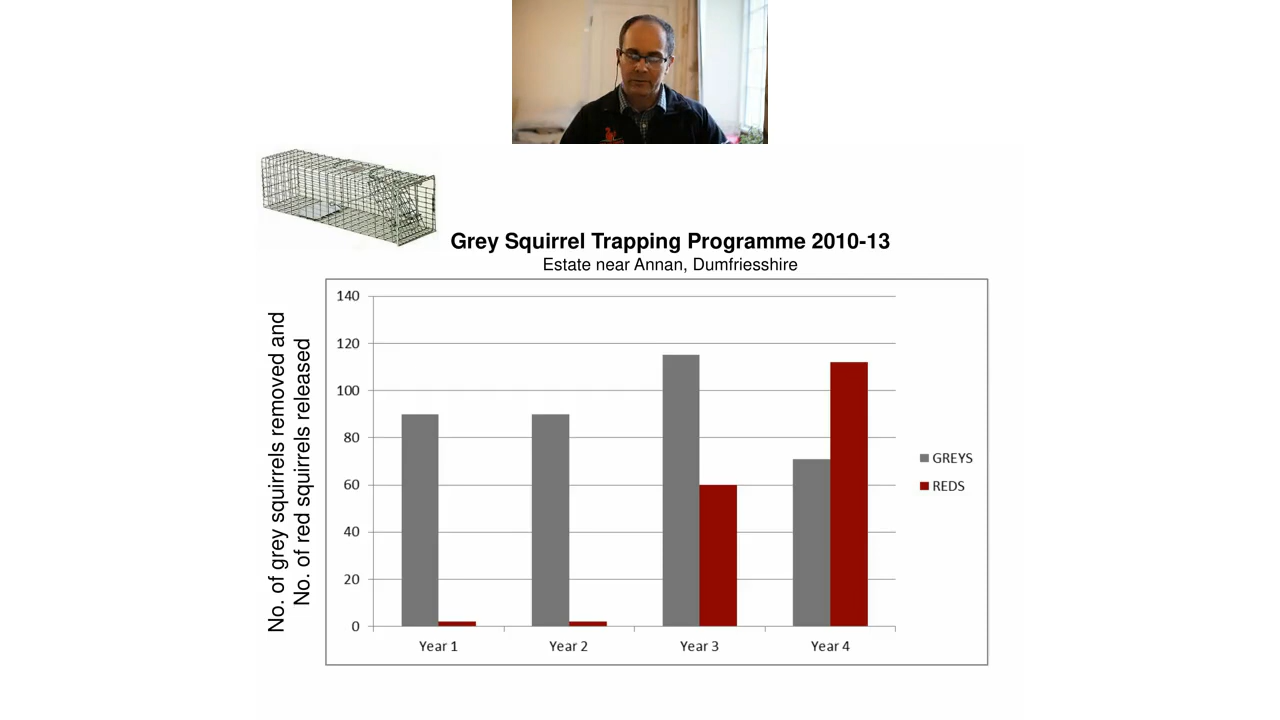 Grey Squirrel Trapping Programme 2010-13
Estate near Annan, Dumfriesshire
No. of grey squirrels removed and
No. of red squirrels released
140
120
100
80
60
40
20
0
Year 1
Year 2
Year 3
Year 4
GREYS
REDS